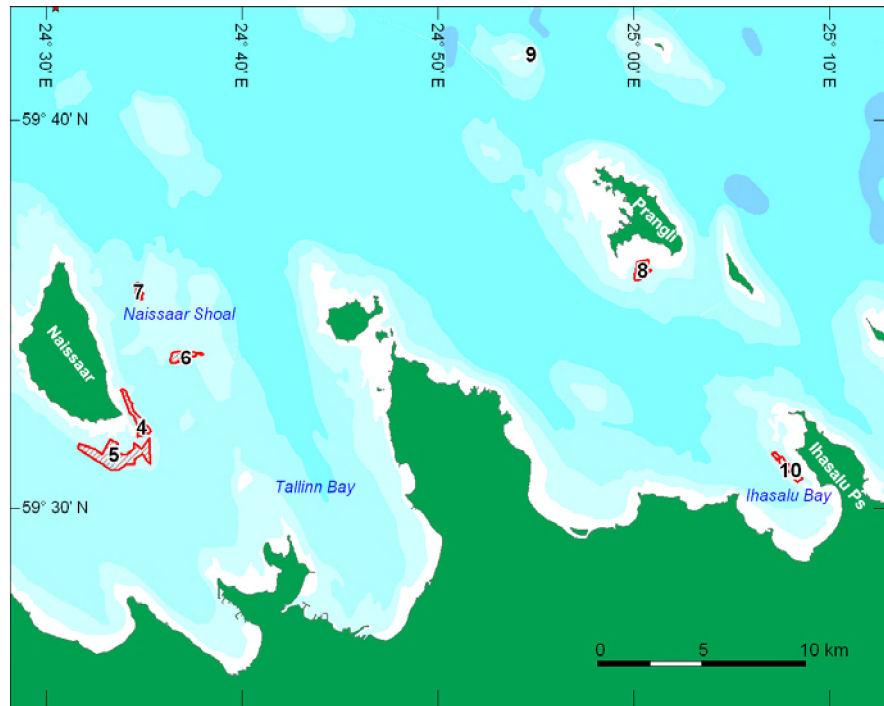 24° 30' E
24° 40' E
24° 50' E
25° 00' E
25° 10' E
9
59° 40' N
Prangli
8
7
Naissaar Shoal
Naissaar
6
4
5
10
Ihasalu Ps
Tallinn Bay
Ihasalu Bay
59° 30' N
0 5 10 km